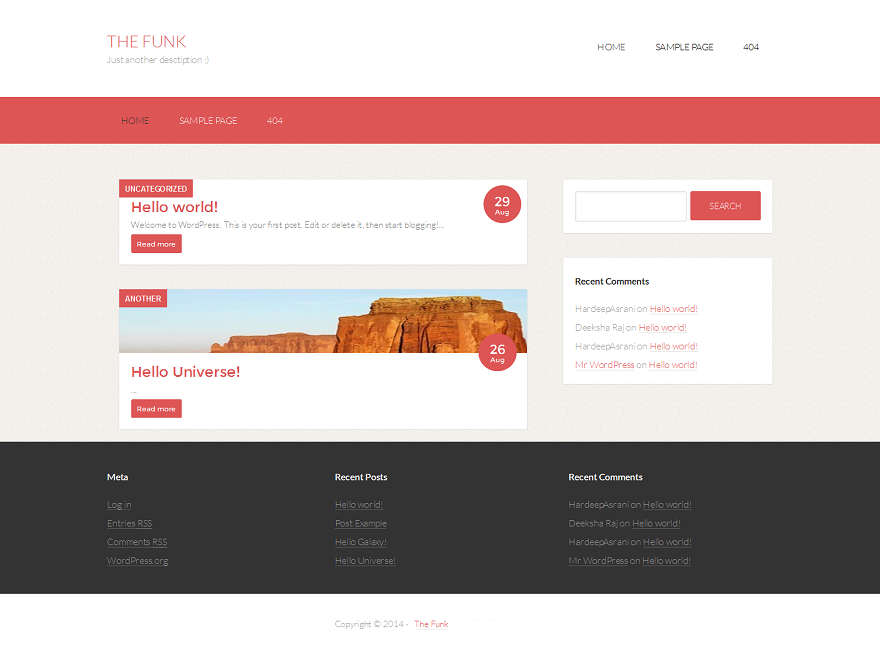 THE FUNK
Just another desctiption ;)
HOME SAMPLE PAGE 404
HOME SAMPLE PAGE 404
UNCATEGORIZED
Hello world!
29
Aug
Welcome to WordPress. This is your first post. Edit or delete it, then start blogging!...
Read more
ANOTHER
26
Aug
Hello Universe!
...
Read more
SEARCH
Recent Comments
HardeepAsrani on Hello world!
Deeksha Raj on Hello world!
HardeepAsrani on Hello world!
Mr WordPress on Hello world!
Meta
Log in
Entries RSS
Comments RSS
WordPress.org
Recent Posts
Hello world!
Post Example
Hello Galaxy!
Hello Universe!
Recent Comments
HardeepAsrani on Hello world!
Deeksha Raj on Hello world!
HardeepAsrani on Hello world!
Mr WordPress on Hello world!
Copyright © 2014 · The Funk